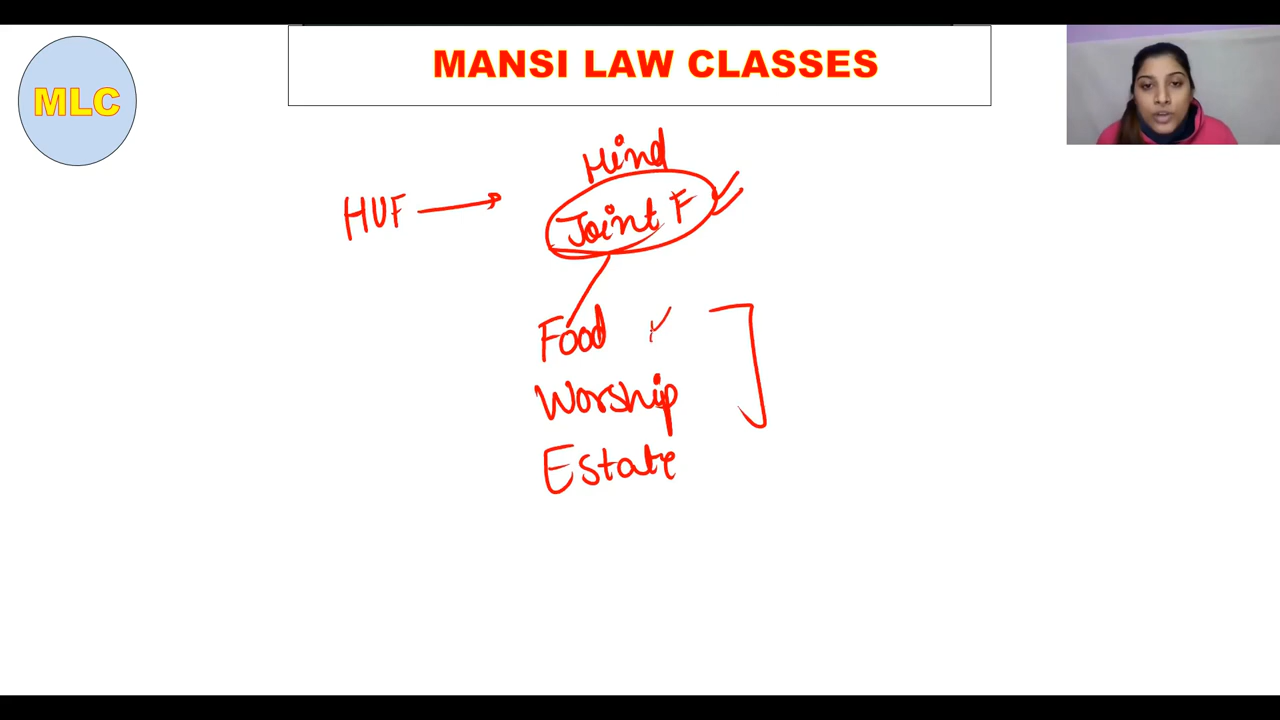 MANSI LAW CLASSES
MLC
Hind
HUF → Joint F
Food
Worship
Estate